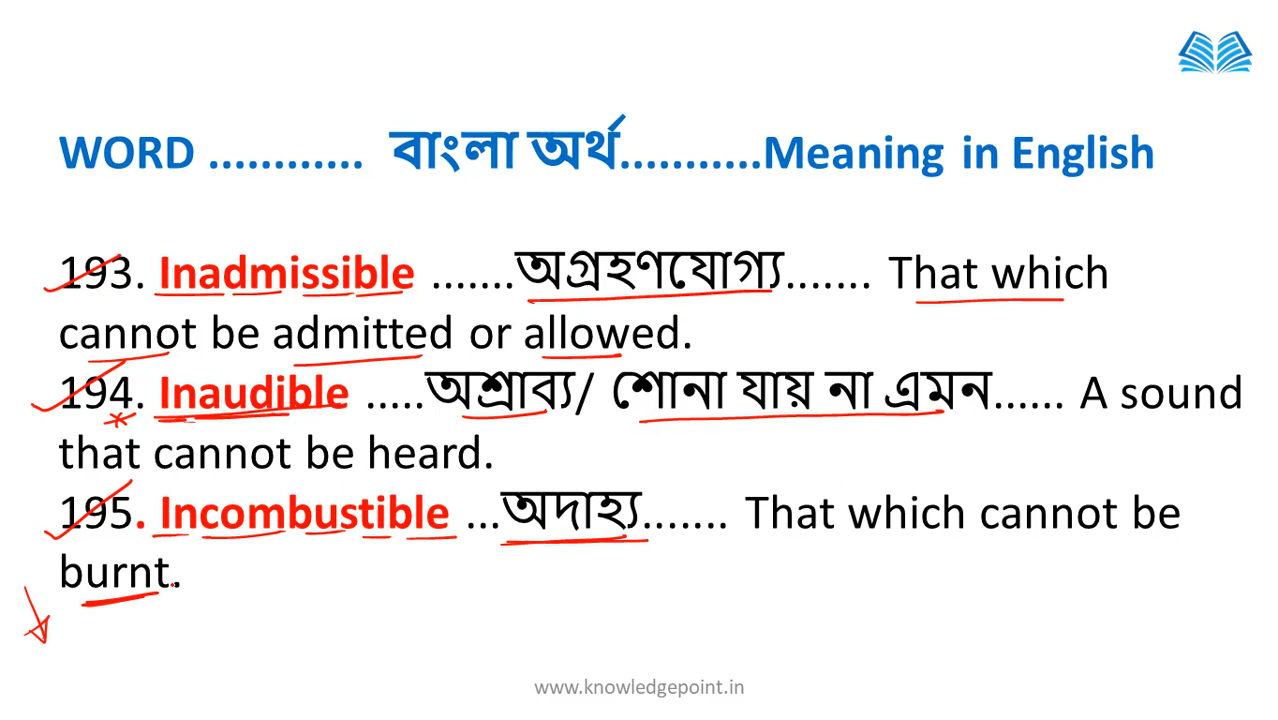 WORD ............ বাংলা অর্থ...........Meaning in English
193. Inadmissible .......অগ্রহণযোগ্য....... That which
cannot be admitted or allowed.
194. Inaudible .....অশ্রাব্য/ শোনা যায় না এমন...... A sound
that cannot be heard.
195. Incombustible ...অদাহ্য....... That which cannot be
burnt.
www.knowledgepoint.in